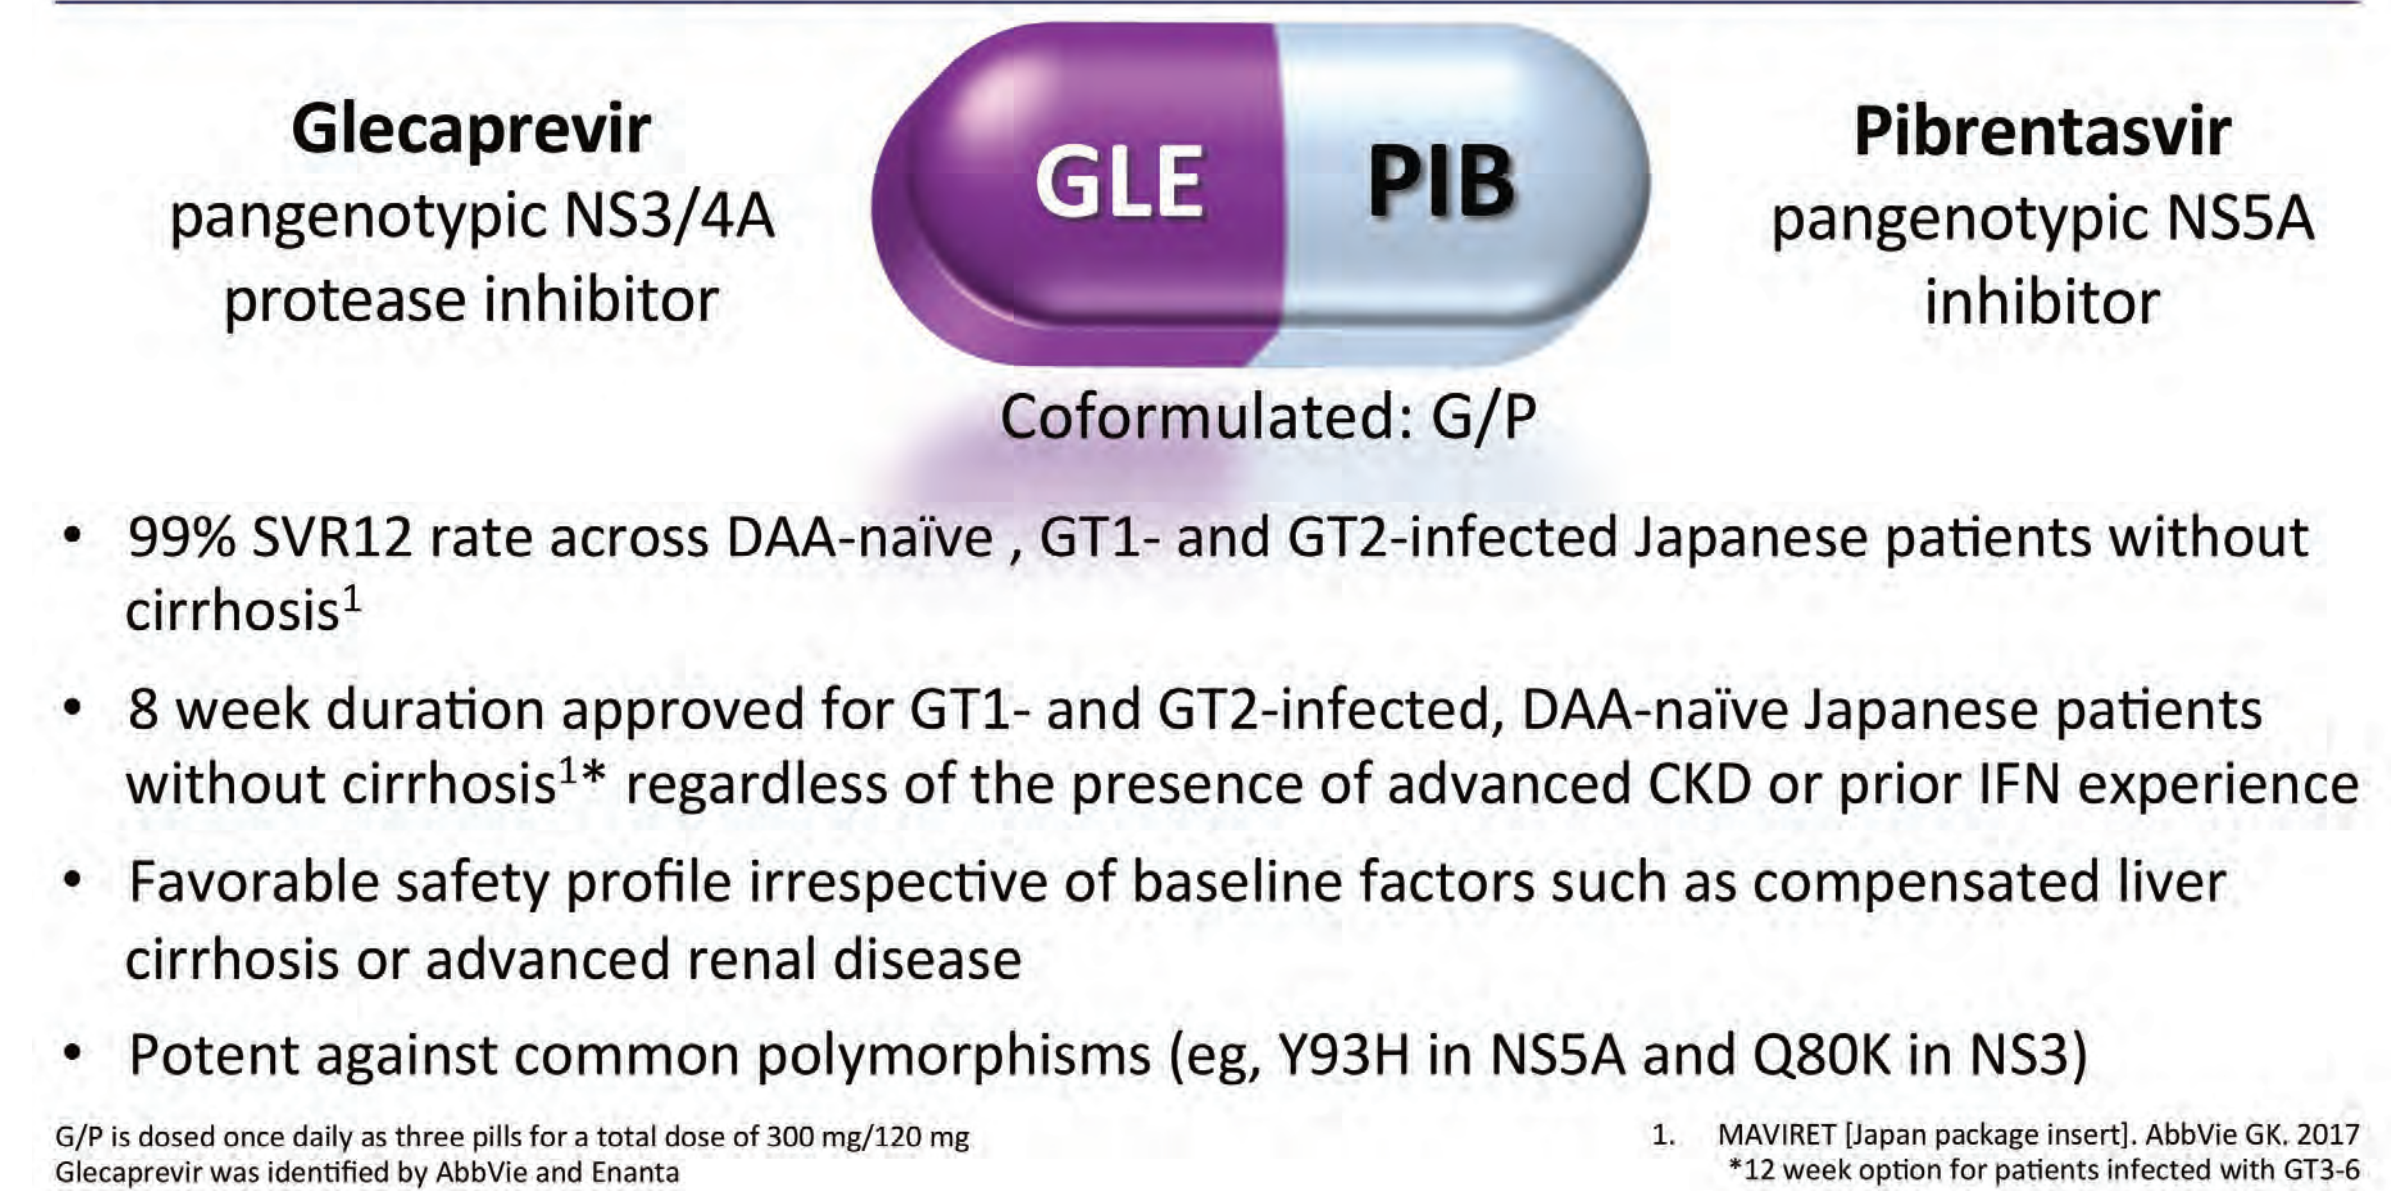 Glecaprevir
pangenotypic NS3/4A
protease inhibitor
GLE PIB
Pibrentasvir
pangenotypic NS5A
inhibitor
Coformulated: G/P
• 99% SVR12 rate across DAA-naïve , GT1- and GT2-infected Japanese patients without
cirrhosis¹
• 8 week duration approved for GT1- and GT2-infected, DAA-naïve Japanese patients
without cirrhosis¹* regardless of the presence of advanced CKD or prior IFN experience
• Favorable safety profile irrespective of baseline factors such as compensated liver
cirrhosis or advanced renal disease
• Potent against common polymorphisms (eg, Y93H in NS5A and Q80K in NS3)
G/P is dosed once daily as three pills for a total dose of 300 mg/120 mg
Glecaprevir was identified by AbbVie and Enanta
1. MAVIRET [Japan package insert]. AbbVie GK. 2017
*12 week option for patients infected with GT3-6